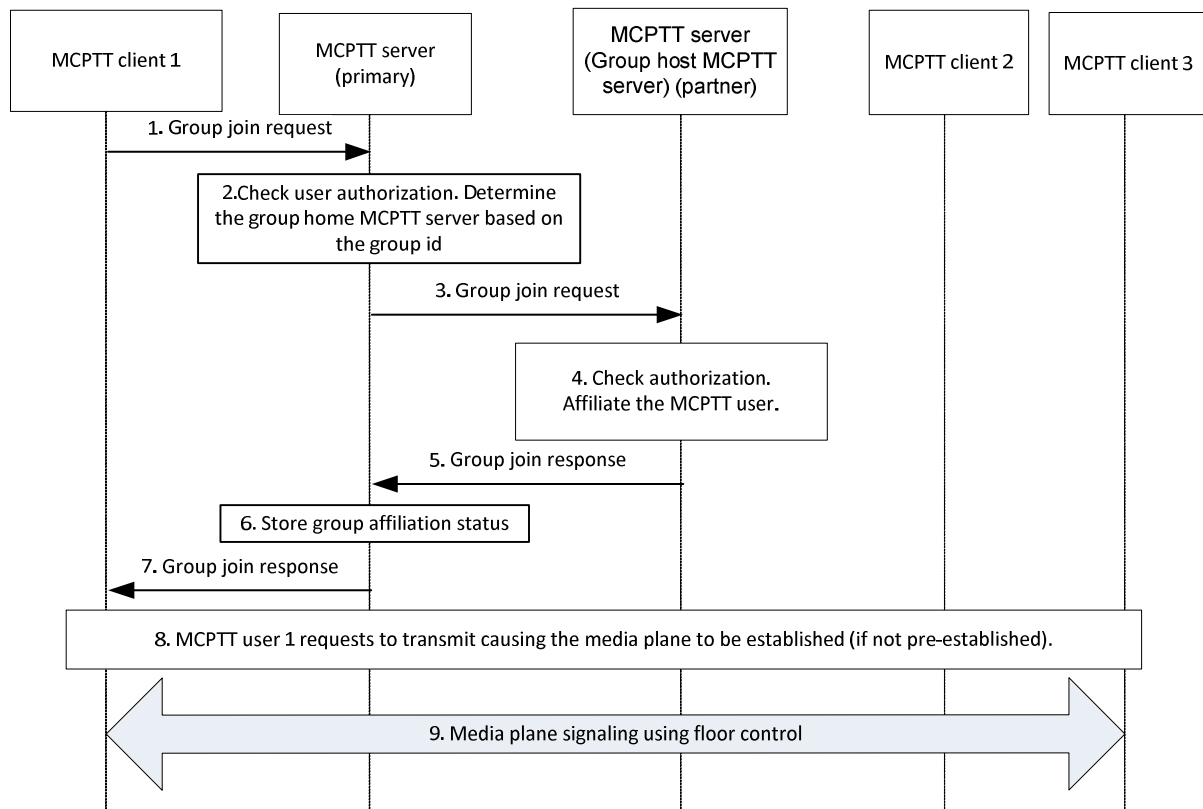 MCPTT client 1
MCPTT server
(primary)
MCPTT server
(Group host MCPTT
server) (partner)
MCPTT client 2
MCPTT client 3
1. Group join request
2.Check user authorization. Determine
the group home MCPTT server based on
the group id
3. Group join request
4. Check authorization.
Affiliate the MCPTT user.
5. Group join response
6. Store group affiliation status
7. Group join response
8. MCPTT user 1 requests to transmit causing the media plane to be established (if not pre-established).
9. Media plane signaling using floor control